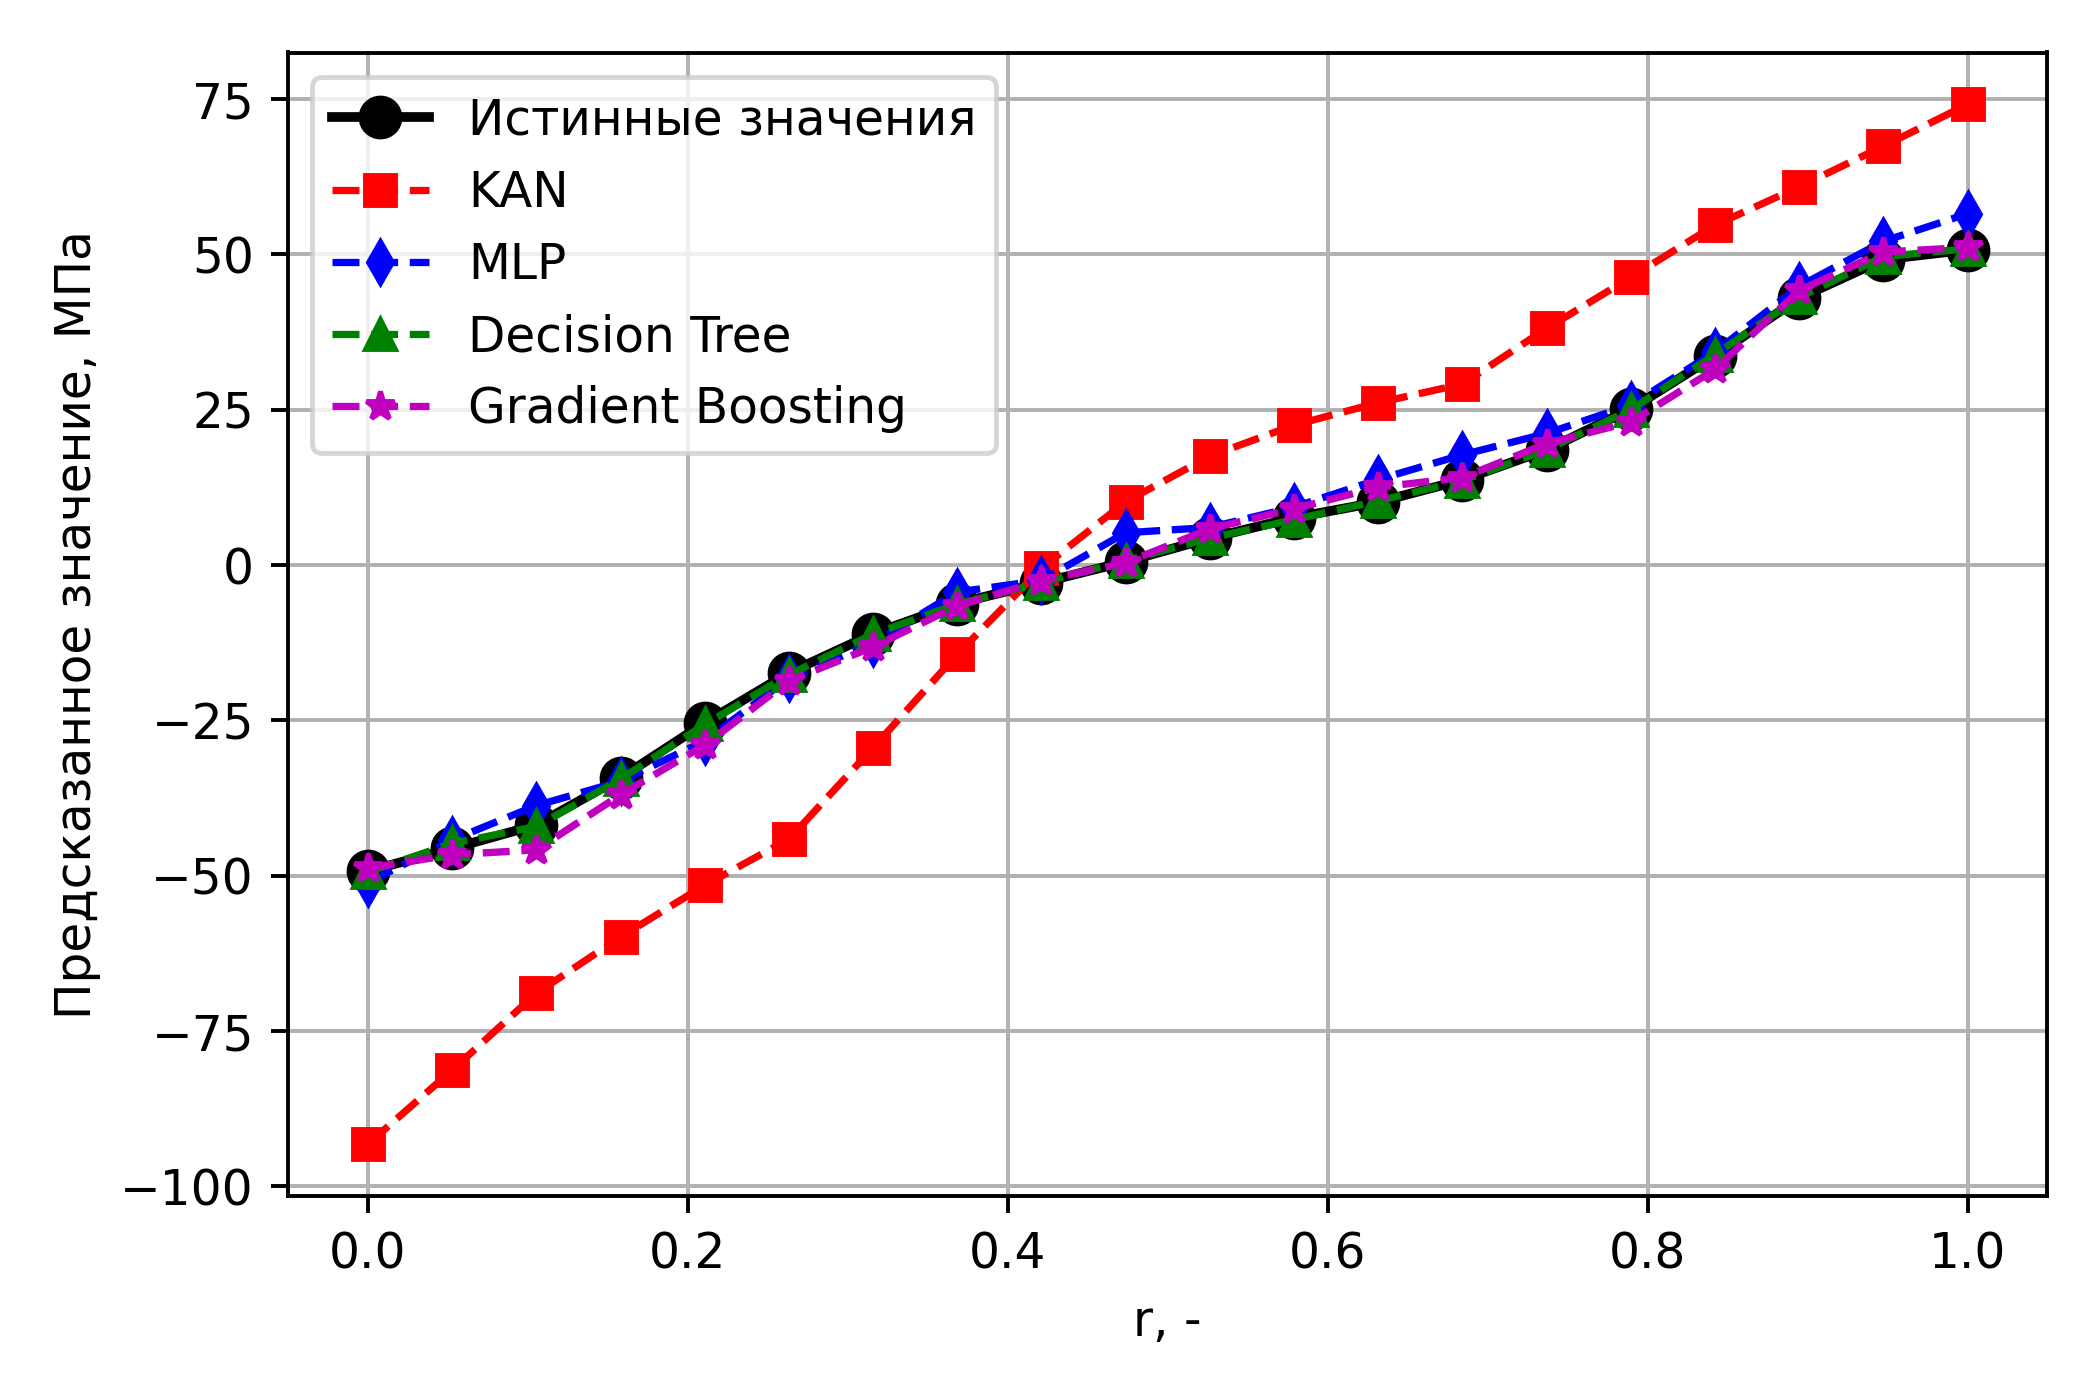 75
50
25
0
−25
−50
−75
−100
Предсказанное значение, МПа
Истинные значения
KAN
MLP
Decision Tree
Gradient Boosting
0.0 0.2 0.4 0.6 0.8 1.0
r, -